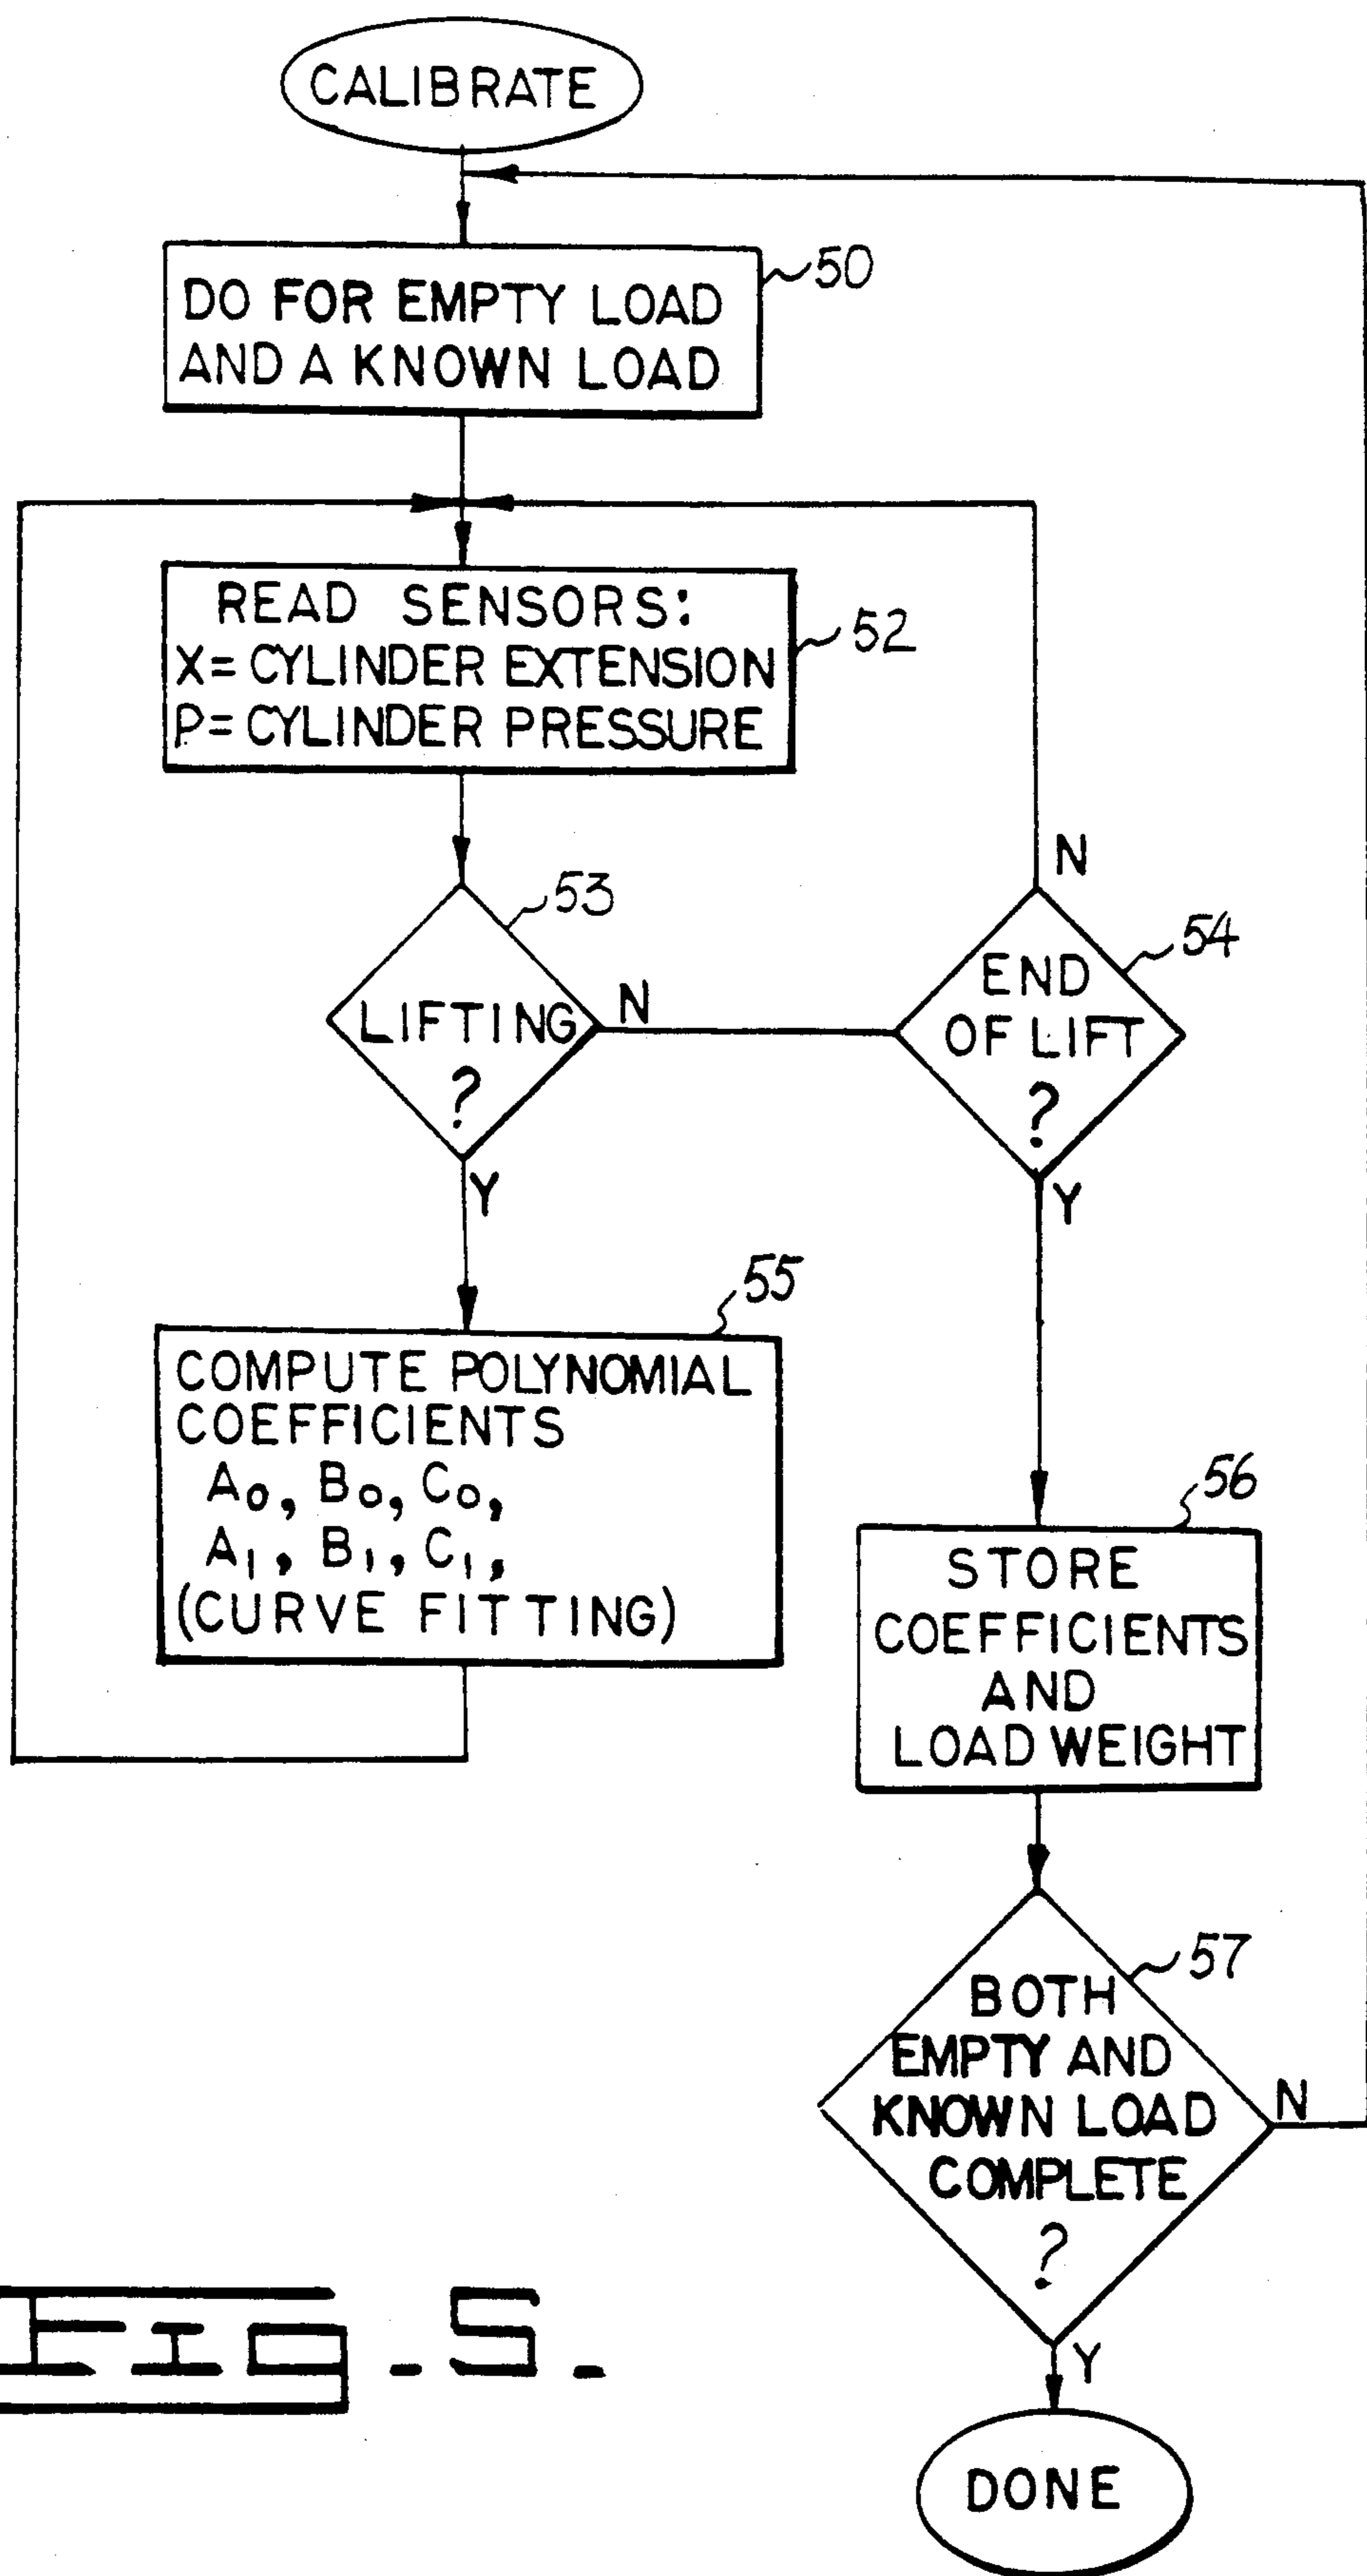 CALIBRATE
50
DO FOR EMPTY LOAD
AND A KNOWN LOAD
READ SENSORS:
X = CYLINDER EXTENSION
P = CYLINDER PRESSURE
52
53
LIFTING
?
N
Y
54
END
OF LIFT
?
N
Y
55
COMPUTE POLYNOMIAL
COEFFICIENTS
A₀, B₀, C₀,
A₁, B₁, C₁,
(CURVE FITTING)
56
STORE
COEFFICIENTS
AND
LOAD WEIGHT
57
BOTH
EMPTY AND
KNOWN LOAD
COMPLETE
?
N
Y
DONE
FIG. 5.